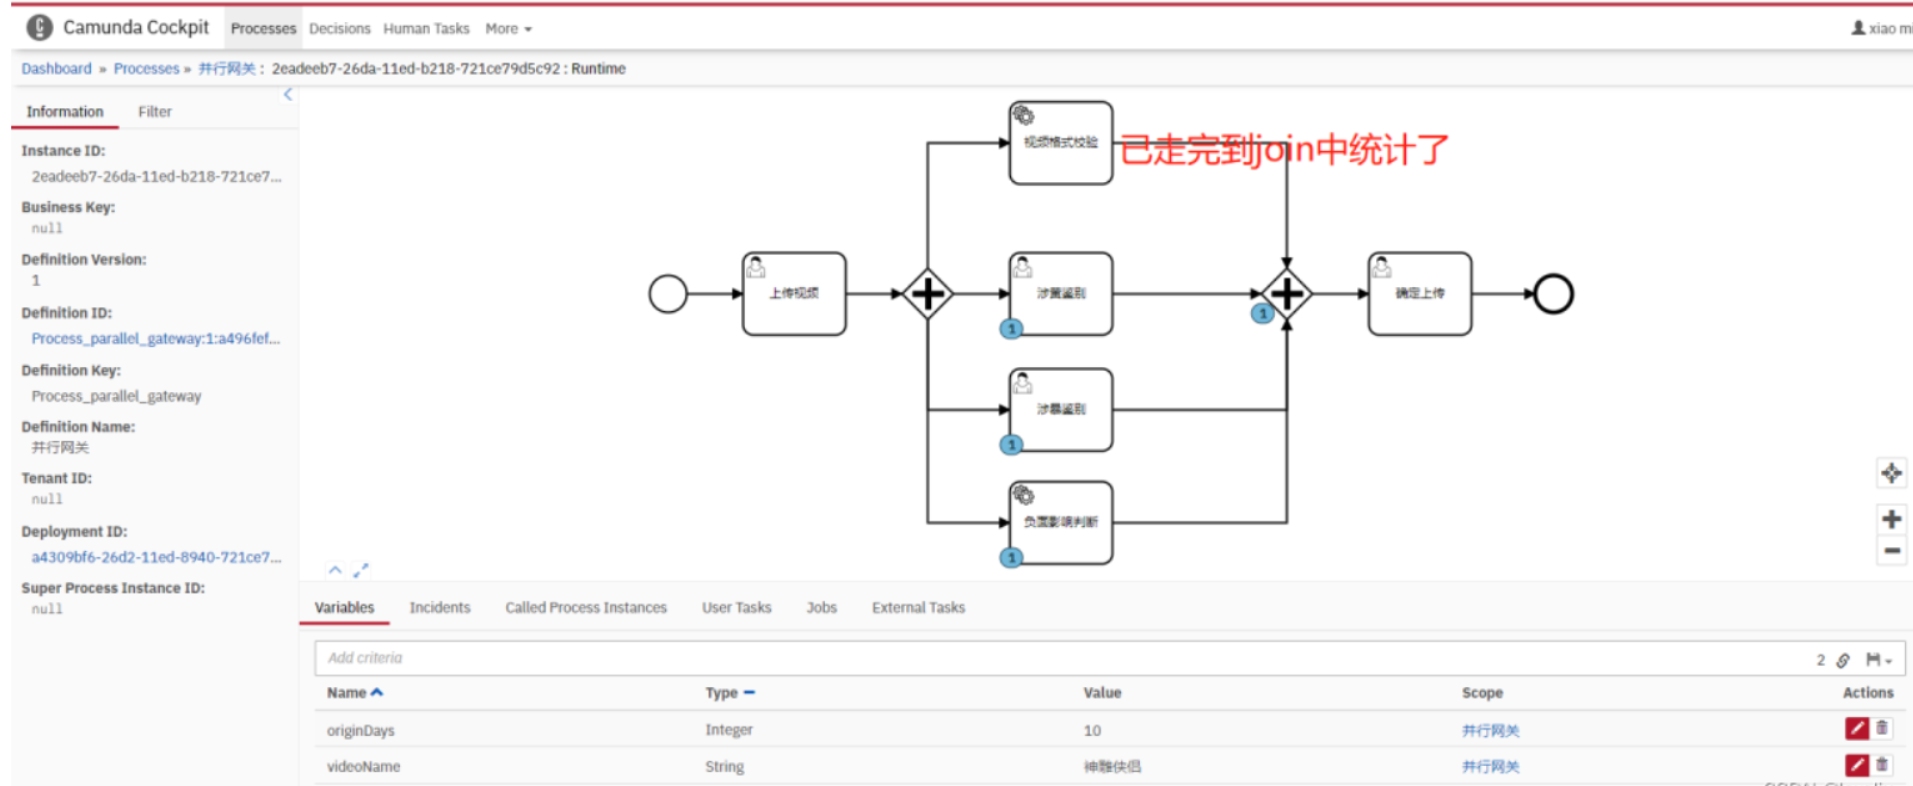 Camunda Cockpit Processes Decisions Human Tasks More xiao mi
Dashboard » Processes » 并行网关 : 2eadeeb7-26da-11ed-b218-721ce79d5c92 : Runtime
Information Filter
Instance ID:
2eadeeb7-26da-11ed-b218-721ce7...
Business Key:
null
Definition Version:
1
Definition ID:
Process_parallel_gateway:1:a496fef...
Definition Key:
Process_parallel_gateway
Definition Name:
并行网关
Tenant ID:
null
Deployment ID:
a4309bf6-26d2-11ed-8940-721ce7...
Super Process Instance ID:
null
视频格式校验
已走完到join中统计了
上传视频
涉黄鉴别
1
1
确定上传
涉暴鉴别
1
负面影响判断
1
Variables Incidents Called Process Instances User Tasks Jobs External Tasks
Add criteria 2
Name Type Value Scope Actions
originDays Integer 10 并行网关
videoName String 神雕侠侣 并行网关